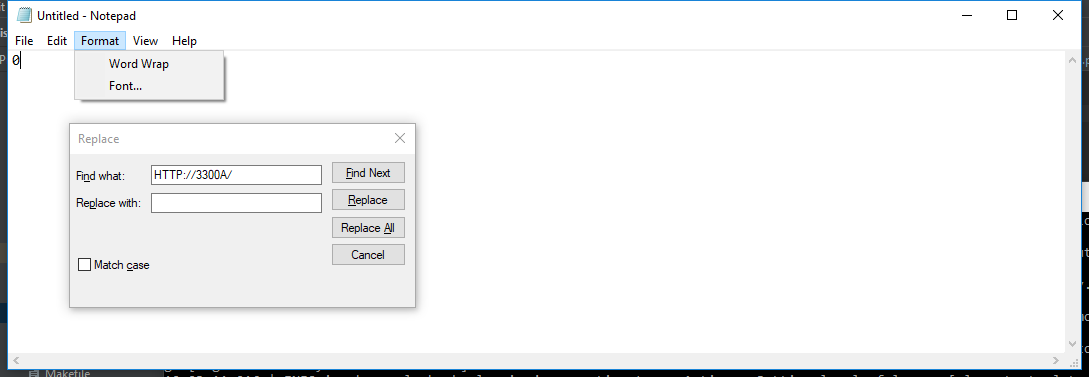 Untitled - Notepad
File Edit Format View Help
0
Word Wrap
Font...
Replace
Find what: HTTP://3300A/ Find Next
Replace with: Replace
Replace All
Cancel
Match case
Makefile